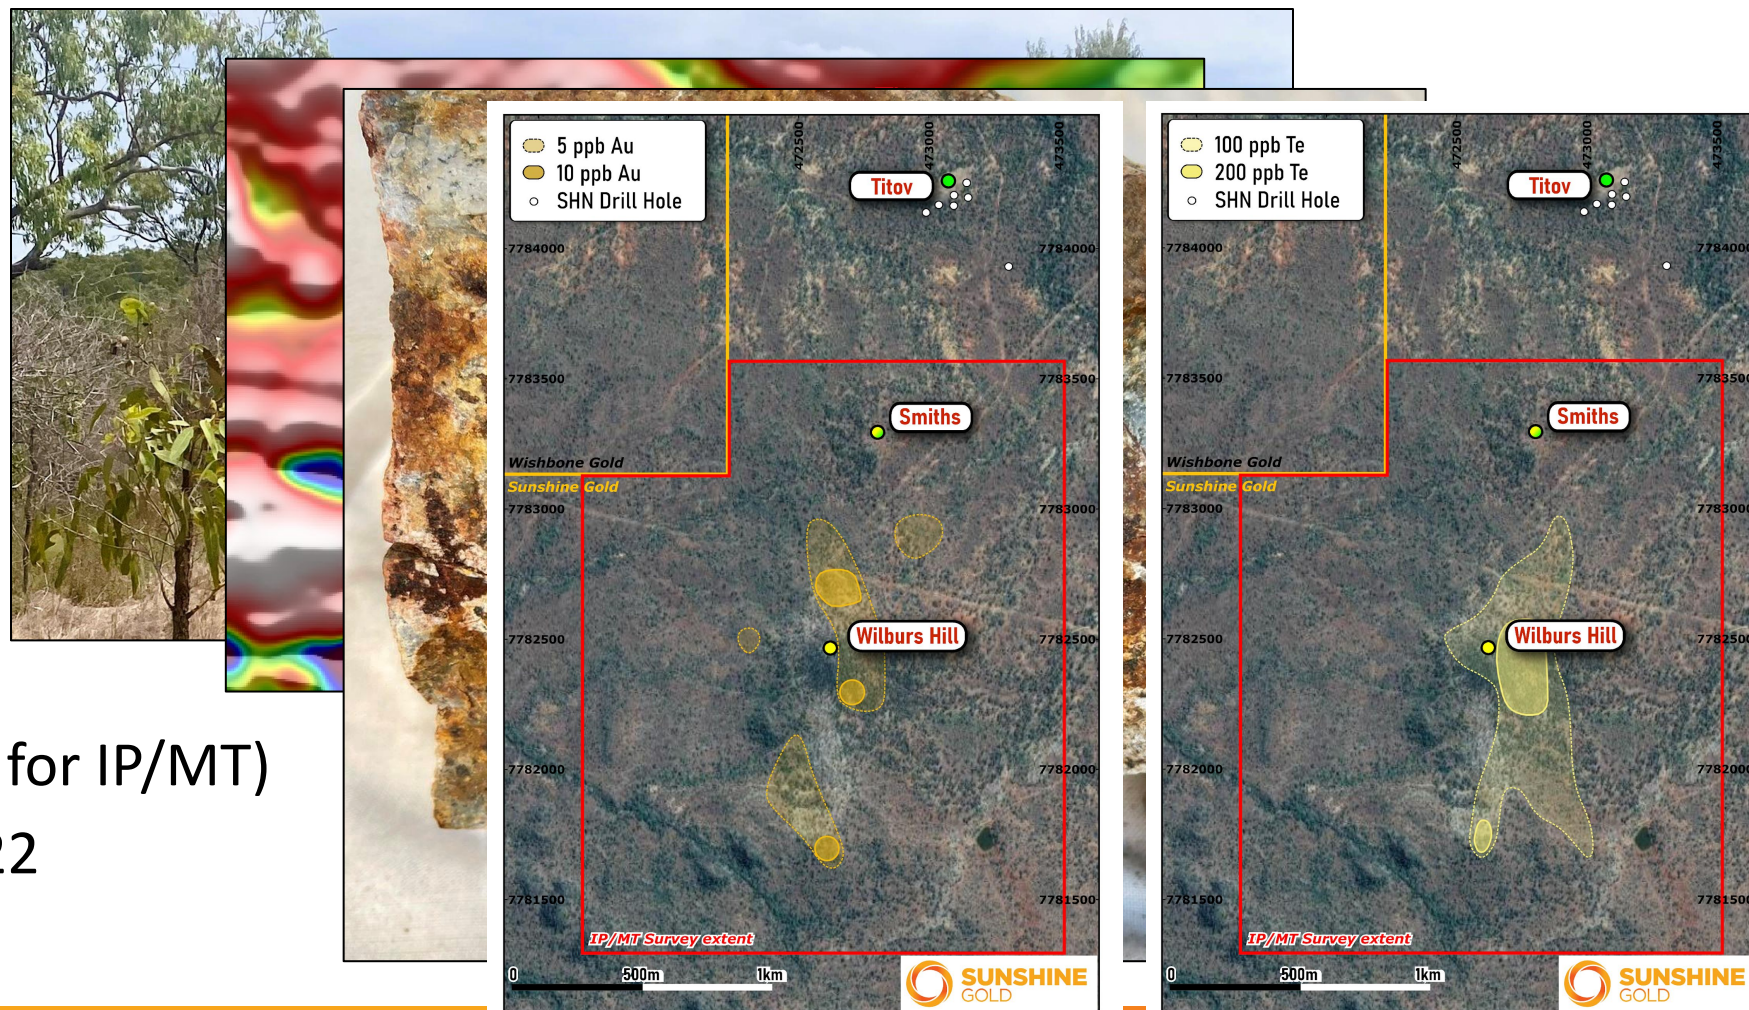 for IP/MT)
22
5 ppb Au
10 ppb Au
SHN Drill Hole
472500
473000
473500
Titov
7784000
7784000
7783500
7783500
Smiths
Wishbone Gold
Sunshine Gold
7783000
7783000
7782500
7782500
Wilburs Hill
7782000
7782000
7781500
7781500
IP/MT Survey extent
0
500m
1km
SUNSHINE
GOLD
100 ppb Te
200 ppb Te
SHN Drill Hole
472500
473000
473500
Titov
7784000
7784000
7783500
7783500
Smiths
Wishbone Gold
Sunshine Gold
7783000
7783000
7782500
7782500
Wilburs Hill
7782000
7782000
7781500
7781500
IP/MT Survey extent
0
500m
1km
SUNSHINE
GOLD